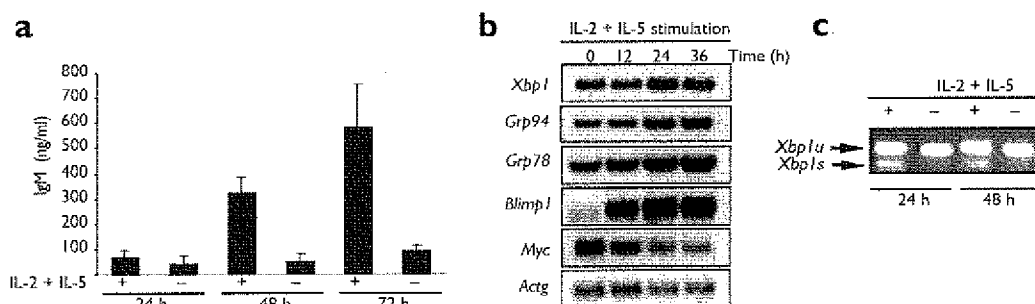 a
b
c.
IgM (ng/ml)
800
700
600
500
400
300
200
100
IL-2 + IL-5
+ − + − + −
24 h 48 h 72 h
IL-2 + IL-5 stimulation
0 12 24 36 Time (h)
Xbp1
Grp94
Grp78
Blimp1
Myc
Actg
IL-2 + IL-5
+ − + −
Xbp1u
Xbp1s
24 h 48 h